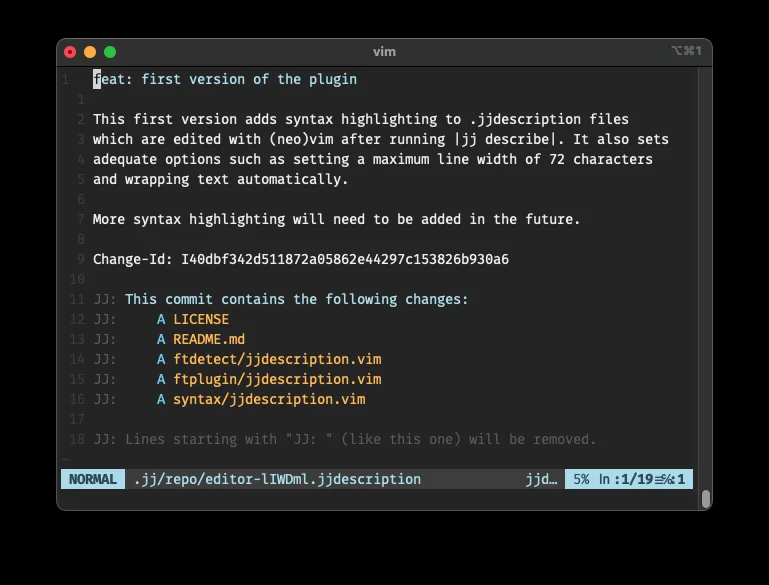 vim ⌥⌘1
1 feat: first version of the plugin
1
2 This first version adds syntax highlighting to .jjdescription files
3 which are edited with (neo)vim after running |jj describe|. It also sets
4 adequate options such as setting a maximum line width of 72 characters
5 and wrapping text automatically.
6
7 More syntax highlighting will need to be added in the future.
8
9 Change-Id: I40dbf342d511872a05862e44297c153826b930a6
10
11 JJ: This commit contains the following changes:
12 JJ:     A LICENSE
13 JJ:     A README.md
14 JJ:     A ftdetect/jjdescription.vim
15 JJ:     A ftplugin/jjdescription.vim
16 JJ:     A syntax/jjdescription.vim
17
18 JJ: Lines starting with "JJ: " (like this one) will be removed.
~
NORMAL .jj/repo/editor-lIWDml.jjdescription jjd… 5% ln :1/19≡℅:1